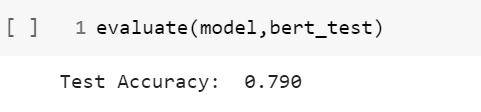 [ ] 1 evaluate(model,bert_test)
Test Accuracy: 0.790